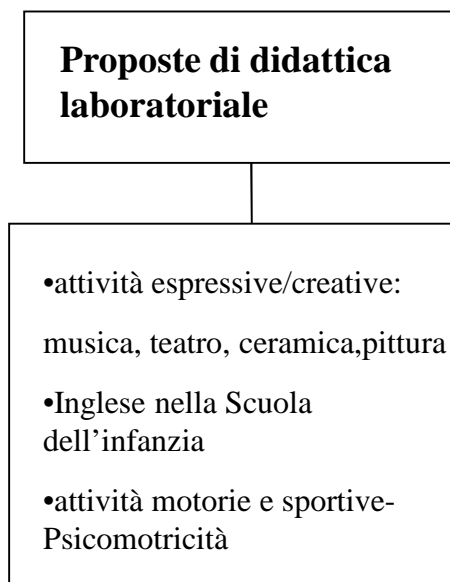 Proposte di didattica
laboratoriale
•attività espressive/creative:
musica, teatro, ceramica,pittura
•Inglese nella Scuola
dell’infanzia
•attività motorie e sportive-
Psicomotricità